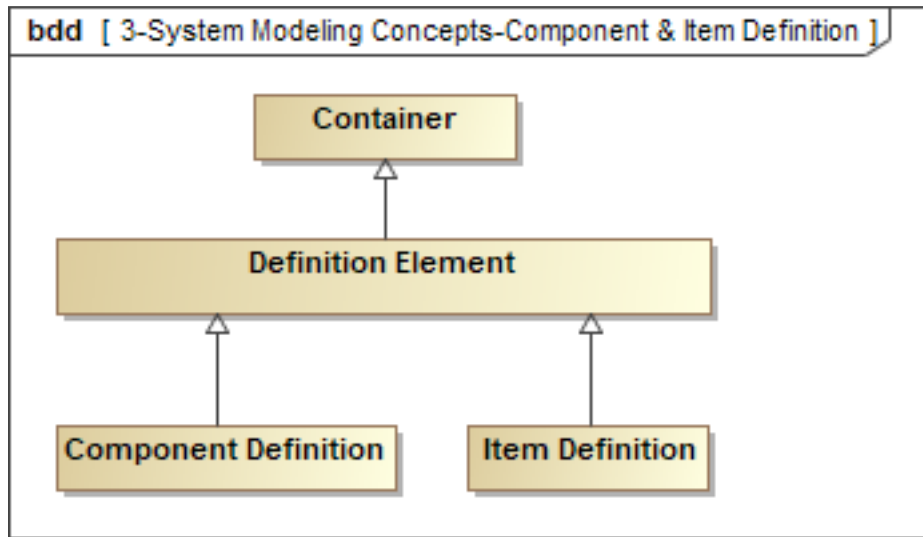 bdd [ 3-System Modeling Concepts-Component & Item Definition ]
Container
Definition Element
Component Definition
Item Definition